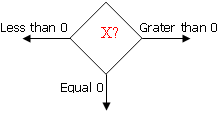 Less than 0
X?
Grater than 0
Equal 0